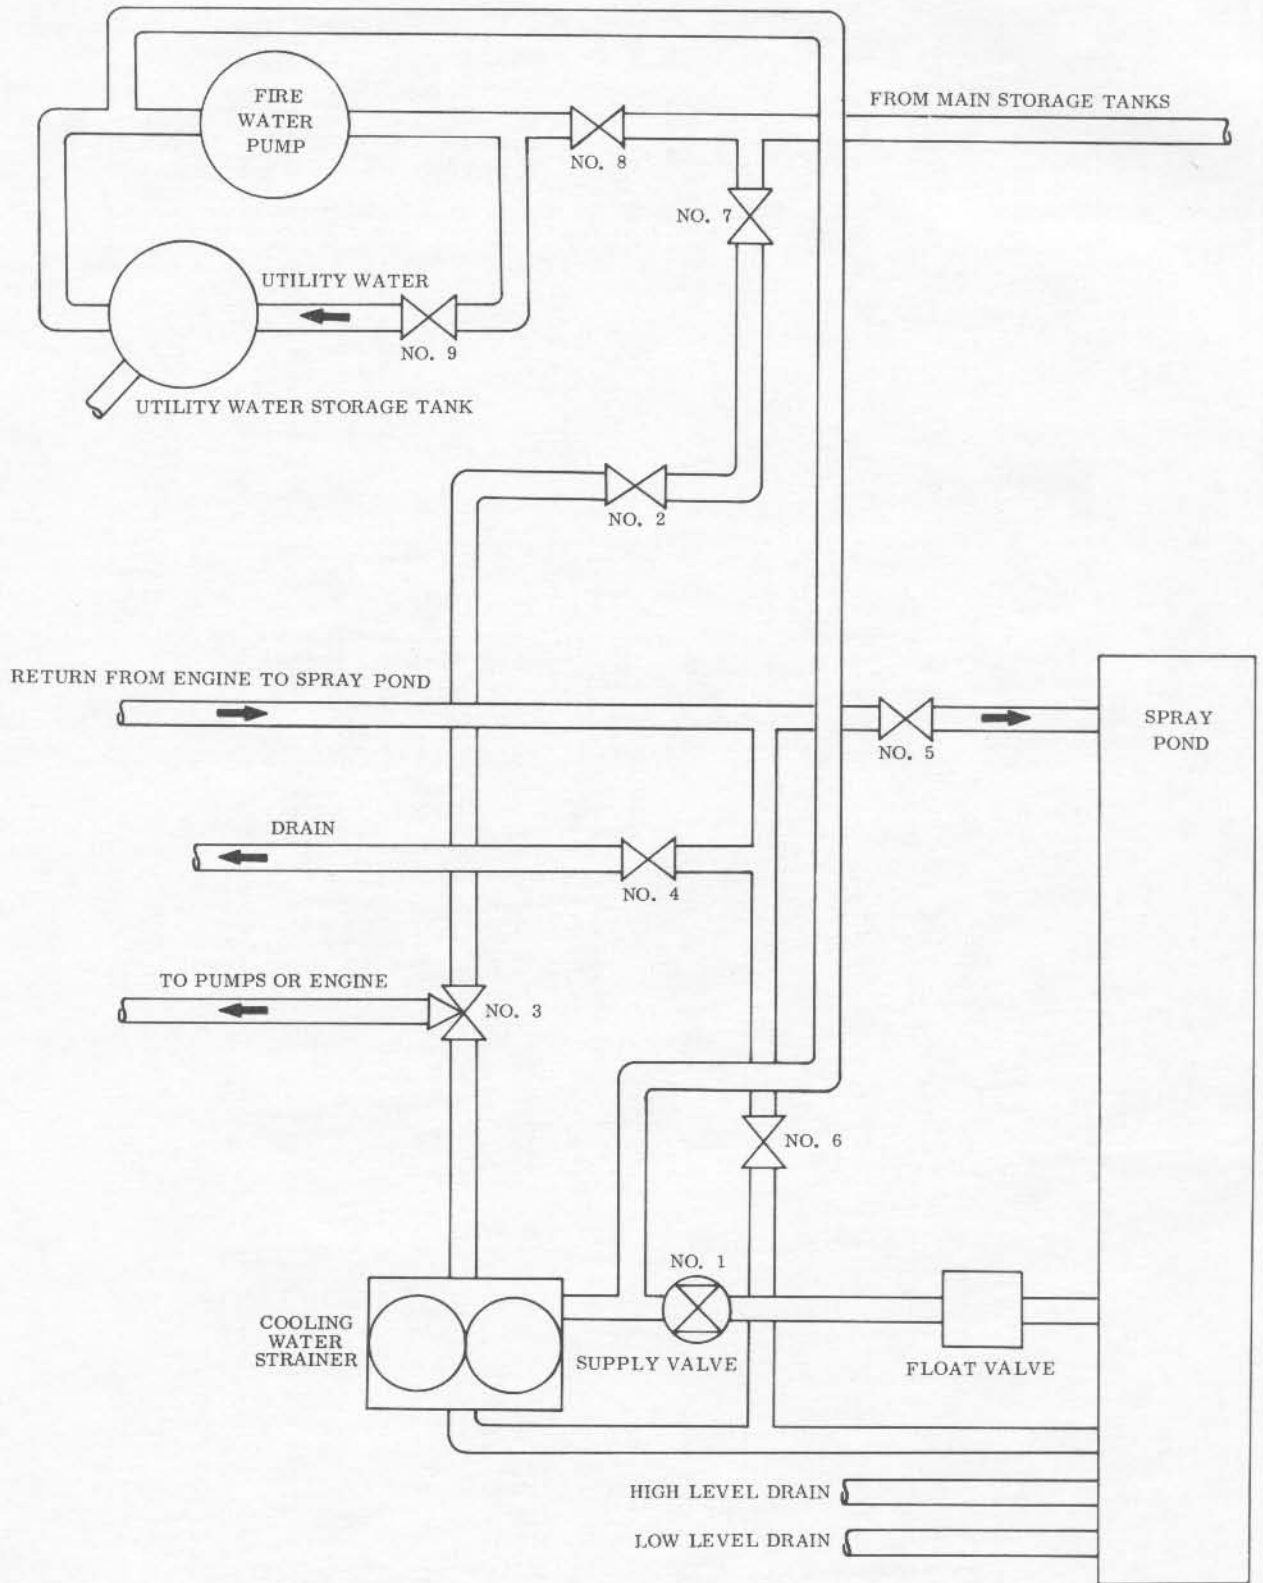 FIRE
WATER
PUMP
FROM MAIN STORAGE TANKS
NO. 8
NO. 7
UTILITY WATER
NO. 9
UTILITY WATER STORAGE TANK
NO. 2
RETURN FROM ENGINE TO SPRAY POND
SPRAY
POND
NO. 5
DRAIN
NO. 4
TO PUMPS OR ENGINE
NO. 3
NO. 6
NO. 1
COOLING
WATER
STRAINER
SUPPLY VALVE
FLOAT VALVE
HIGH LEVEL DRAIN
LOW LEVEL DRAIN